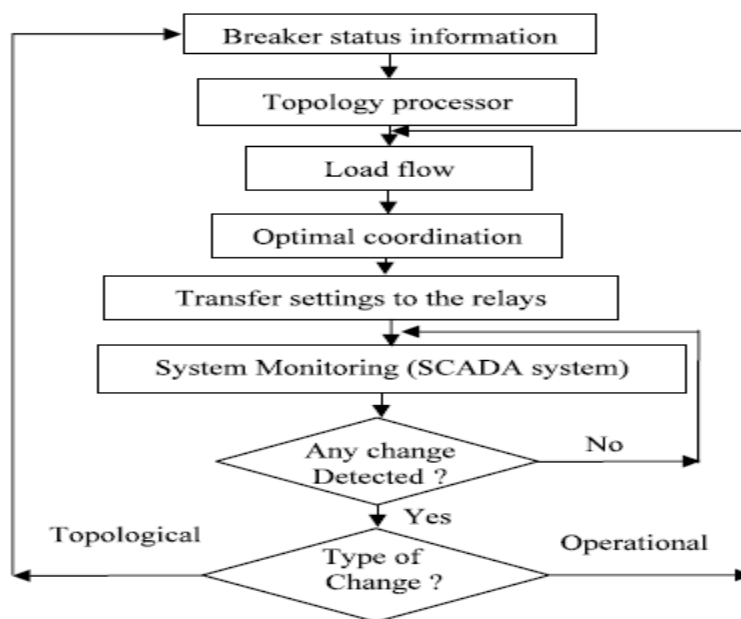 Breaker status information
Topology processor
Load flow
Optimal coordination
Transfer settings to the relays
System Monitoring (SCADA system)
Any change
Detected ?
No
Yes
Topological
Type of
Change ?
Operational